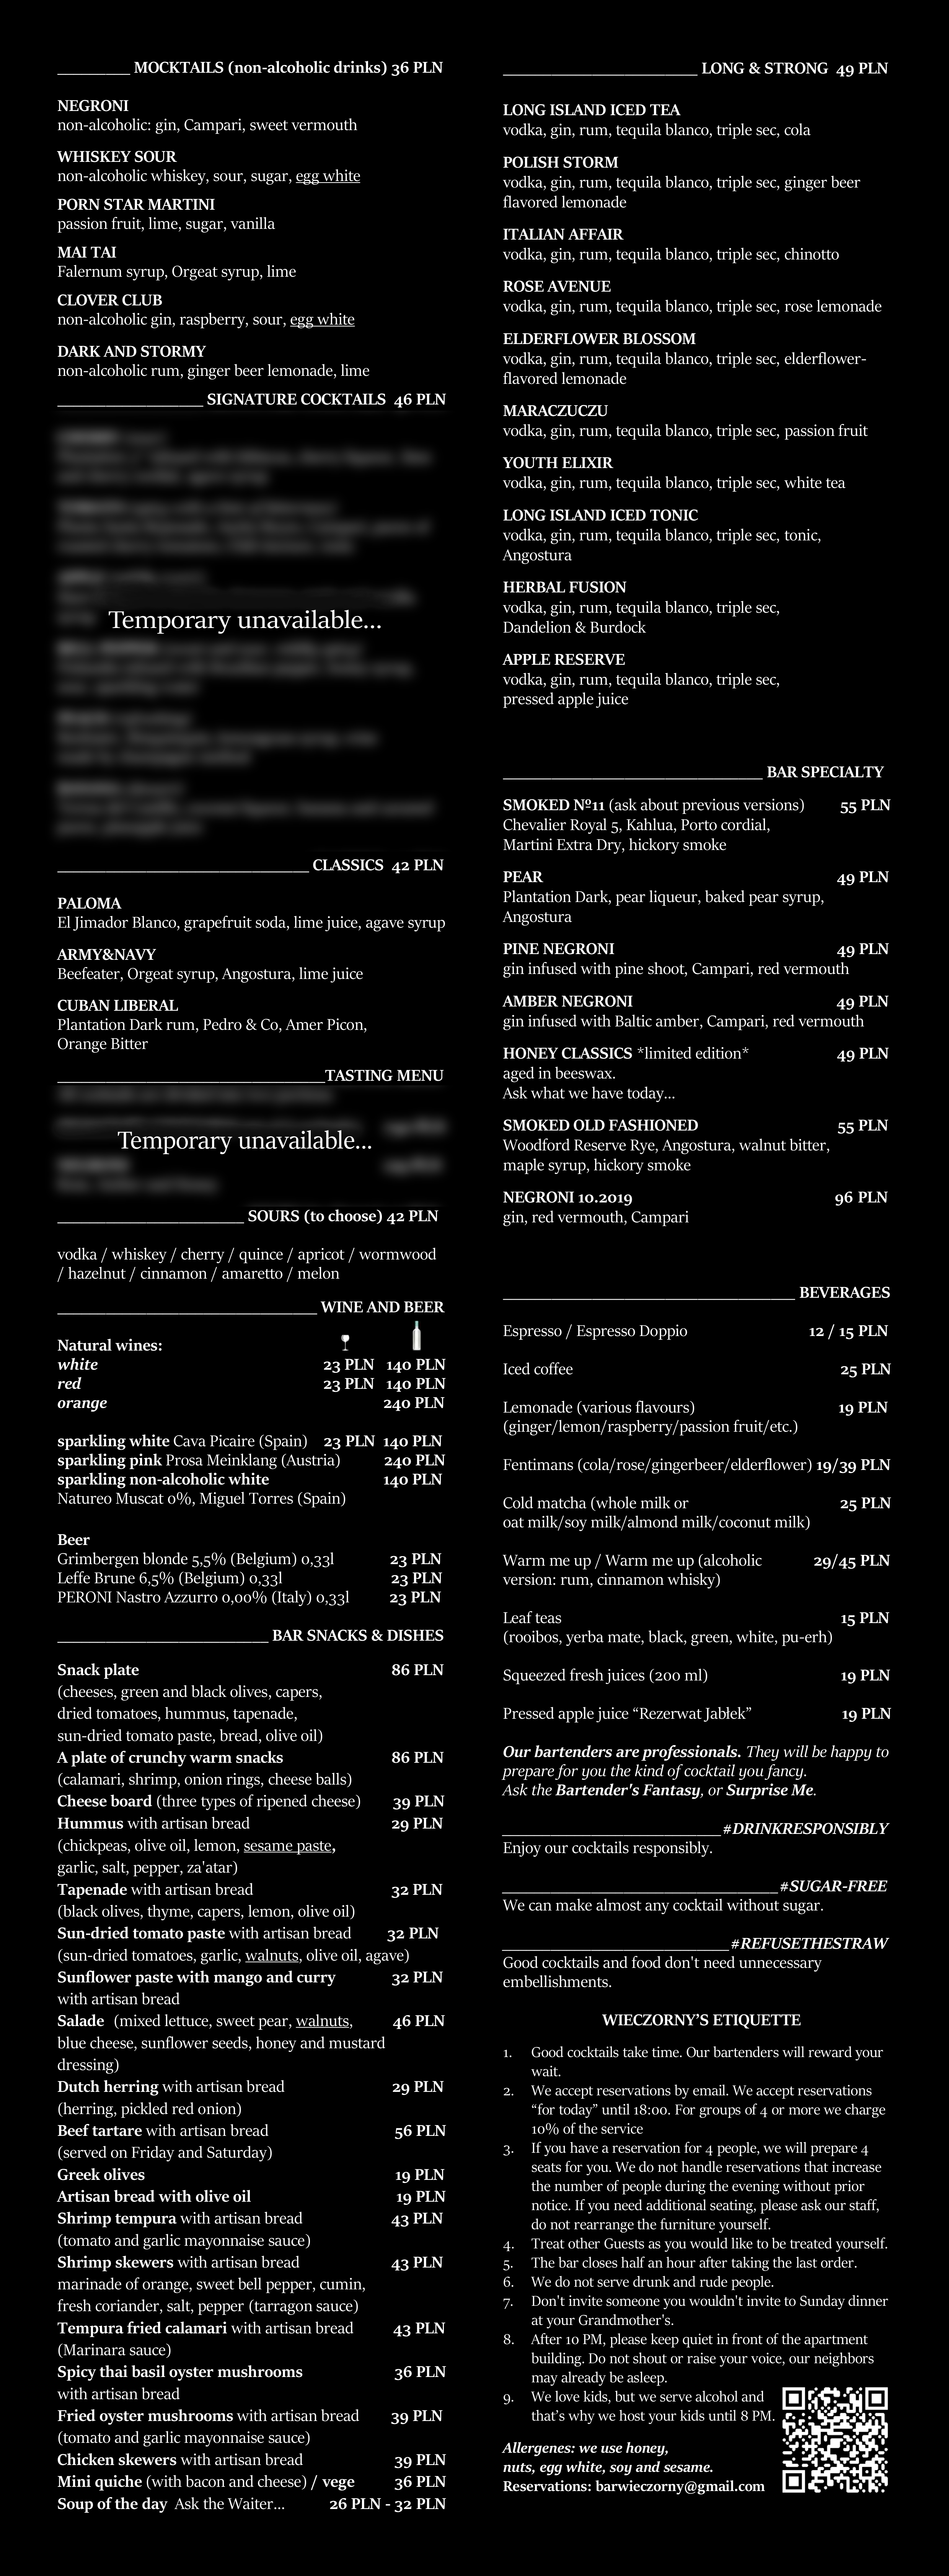 MOCKTAILS (non-alcoholic drinks) 36 PLN
NEGRONI
non-alcoholic: gin, Campari, sweet vermouth
WHISKEY SOUR
non-alcoholic whiskey, sour, sugar, egg white
PORN STAR MARTINI
passion fruit, lime, sugar, vanilla
MAI TAI
Falernum syrup, Orgeat syrup, lime
CLOVER CLUB
non-alcoholic gin, raspberry, sour, egg white
DARK AND STORMY
non-alcoholic rum, ginger beer lemonade, lime
SIGNATURE COCKTAILS 46 PLN
Temporary unavailable...
CLASSICS 42 PLN
PALOMA
El Jimador Blanco, grapefruit soda, lime juice, agave syrup
ARMY&NAVY
Beefeater, Orgeat syrup, Angostura, lime juice
CUBAN LIBERAL
Plantation Dark rum, Pedro & Co, Amer Picon,
Orange Bitter
TASTING MENU
Temporary unavailable...
SOURS (to choose) 42 PLN
vodka / whiskey / cherry / quince / apricot / wormwood
/ hazelnut / cinnamon / amaretto / melon
WINE AND BEER
Natural wines:
white 23 PLN 140 PLN
red 23 PLN 140 PLN
orange 240 PLN
sparkling white Cava Picaire (Spain) 23 PLN 140 PLN
sparkling pink Prosa Meinklang (Austria) 240 PLN
sparkling non-alcoholic white 140 PLN
Natureo Muscat 0%, Miguel Torres (Spain)
Beer
Grimbergen blonde 5,5% (Belgium) 0,33l 23 PLN
Leffe Brune 6,5% (Belgium) 0,33l 23 PLN
PERONI Nastro Azzurro 0,00% (Italy) 0,33l 23 PLN
BAR SNACKS & DISHES
Snack plate 86 PLN
(cheeses, green and black olives, capers,
dried tomatoes, hummus, tapenade,
sun-dried tomato paste, bread, olive oil)
A plate of crunchy warm snacks 86 PLN
(calamari, shrimp, onion rings, cheese balls)
Cheese board (three types of ripened cheese) 39 PLN
Hummus with artisan bread 29 PLN
(chickpeas, olive oil, lemon, sesame paste,
garlic, salt, pepper, za'atar)
Tapenade with artisan bread 32 PLN
(black olives, thyme, capers, lemon, olive oil)
Sun-dried tomato paste with artisan bread 32 PLN
(sun-dried tomatoes, garlic, walnuts, olive oil, agave)
Sunflower paste with mango and curry 32 PLN
with artisan bread
Salade (mixed lettuce, sweet pear, walnuts, 46 PLN
blue cheese, sunflower seeds, honey and mustard
dressing)
Dutch herring with artisan bread 29 PLN
(herring, pickled red onion)
Beef tartare with artisan bread 56 PLN
(served on Friday and Saturday)
Greek olives 19 PLN
Artisan bread with olive oil 19 PLN
Shrimp tempura with artisan bread 43 PLN
(tomato and garlic mayonnaise sauce)
Shrimp skewers with artisan bread 43 PLN
marinade of orange, sweet bell pepper, cumin,
fresh coriander, salt, pepper (tarragon sauce)
Tempura fried calamari with artisan bread 43 PLN
(Marinara sauce)
Spicy thai basil oyster mushrooms 36 PLN
with artisan bread
Fried oyster mushrooms with artisan bread 39 PLN
(tomato and garlic mayonnaise sauce)
Chicken skewers with artisan bread 39 PLN
Mini quiche (with bacon and cheese) / vege 36 PLN
Soup of the day Ask the Waiter... 26 PLN - 32 PLN
LONG & STRONG 49 PLN
LONG ISLAND ICED TEA
vodka, gin, rum, tequila blanco, triple sec, cola
POLISH STORM
vodka, gin, rum, tequila blanco, triple sec, ginger beer
flavored lemonade
ITALIAN AFFAIR
vodka, gin, rum, tequila blanco, triple sec, chinotto
ROSE AVENUE
vodka, gin, rum, tequila blanco, triple sec, rose lemonade
ELDERFLOWER BLOSSOM
vodka, gin, rum, tequila blanco, triple sec, elderflower-
flavored lemonade
MARACZUCZU
vodka, gin, rum, tequila blanco, triple sec, passion fruit
YOUTH ELIXIR
vodka, gin, rum, tequila blanco, triple sec, white tea
LONG ISLAND ICED TONIC
vodka, gin, rum, tequila blanco, triple sec, tonic,
Angostura
HERBAL FUSION
vodka, gin, rum, tequila blanco, triple sec,
Dandelion & Burdock
APPLE RESERVE
vodka, gin, rum, tequila blanco, triple sec,
pressed apple juice
BAR SPECIALTY
SMOKED Nº11 (ask about previous versions) 55 PLN
Chevalier Royal 5, Kahlua, Porto cordial,
Martini Extra Dry, hickory smoke
PEAR 49 PLN
Plantation Dark, pear liqueur, baked pear syrup,
Angostura
PINE NEGRONI 49 PLN
gin infused with pine shoot, Campari, red vermouth
AMBER NEGRONI 49 PLN
gin infused with Baltic amber, Campari, red vermouth
HONEY CLASSICS *limited edition* 49 PLN
aged in beeswax.
Ask what we have today...
SMOKED OLD FASHIONED 55 PLN
Woodford Reserve Rye, Angostura, walnut bitter,
maple syrup, hickory smoke
NEGRONI 10.2019 96 PLN
gin, red vermouth, Campari
BEVERAGES
Espresso / Espresso Doppio 12 / 15 PLN
Iced coffee 25 PLN
Lemonade (various flavours) 19 PLN
(ginger/lemon/raspberry/passion fruit/etc.)
Fentimans (cola/rose/gingerbeer/elderflower) 19/39 PLN
Cold matcha (whole milk or 25 PLN
oat milk/soy milk/almond milk/coconut milk)
Warm me up / Warm me up (alcoholic 29/45 PLN
version: rum, cinnamon whisky)
Leaf teas 15 PLN
(rooibos, yerba mate, black, green, white, pu-erh)
Squeezed fresh juices (200 ml) 19 PLN
Pressed apple juice “Rezerwat Jabłek” 19 PLN
Our bartenders are professionals. They will be happy to
prepare for you the kind of cocktail you fancy.
Ask the Bartender's Fantasy, or Surprise Me.
#DRINKRESPONSIBLY
Enjoy our cocktails responsibly.
#SUGAR-FREE
We can make almost any cocktail without sugar.
#REFUSETHESTRAW
Good cocktails and food don't need unnecessary
embellishments.
WIECZORNY’S ETIQUETTE
1. Good cocktails take time. Our bartenders will reward your
wait.
2. We accept reservations by email. We accept reservations
“for today” until 18:00. For groups of 4 or more we charge
10% of the service
3. If you have a reservation for 4 people, we will prepare 4
seats for you. We do not handle reservations that increase
the number of people during the evening without prior
notice. If you need additional seating, please ask our staff,
do not rearrange the furniture yourself.
4. Treat other Guests as you would like to be treated yourself.
5. The bar closes half an hour after taking the last order.
6. We do not serve drunk and rude people.
7. Don't invite someone you wouldn't invite to Sunday dinner
at your Grandmother's.
8. After 10 PM, please keep quiet in front of the apartment
building. Do not shout or raise your voice, our neighbors
may already be asleep.
9. We love kids, but we serve alcohol and
that’s why we host your kids until 8 PM.
Allergenes: we use honey,
nuts, egg white, soy and sesame.
Reservations: barwieczorny@gmail.com